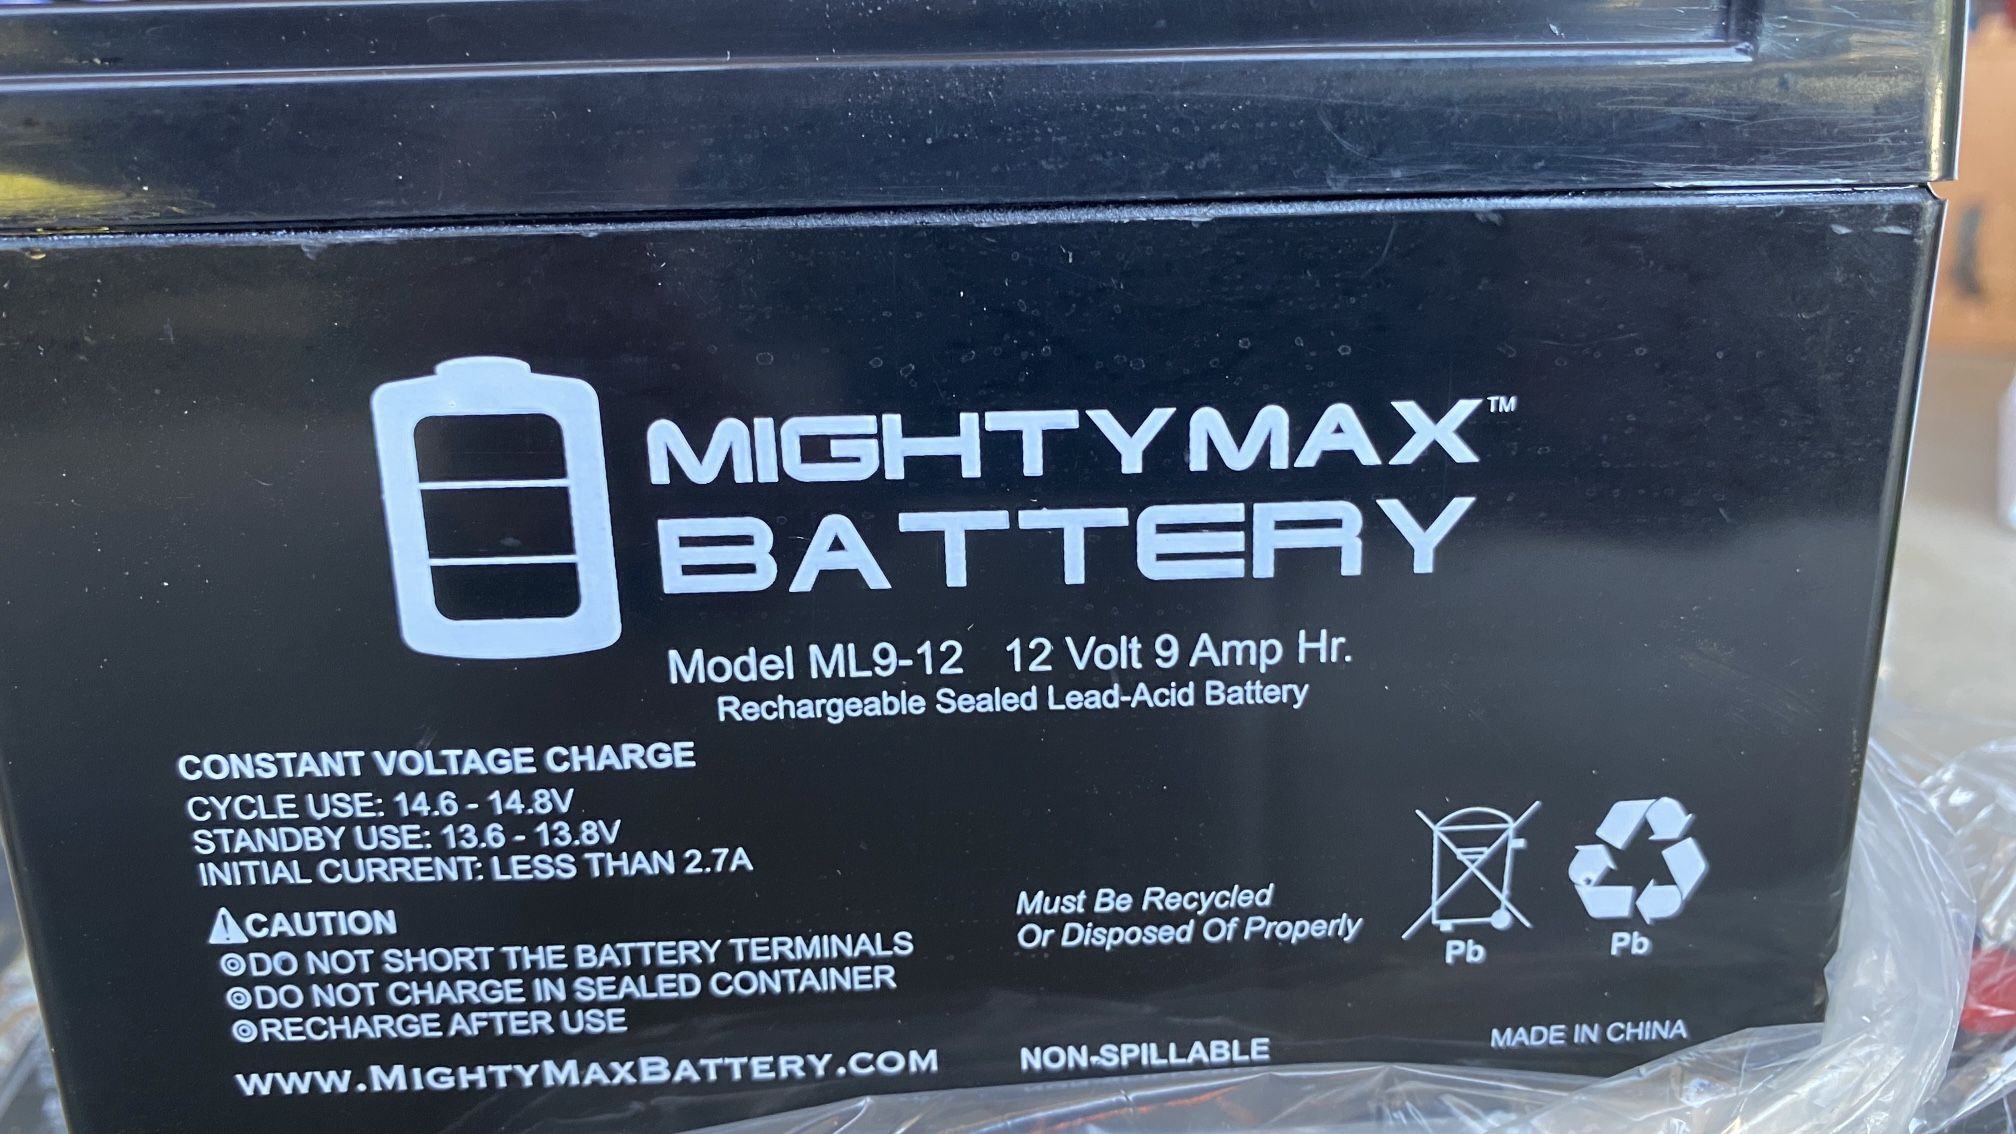 MIGHTYMAX™
BATTERY
Model ML9-12 12 Volt 9 Amp Hr.
Rechargeable Sealed Lead-Acid Battery
CONSTANT VOLTAGE CHARGE
CYCLE USE: 14.6 - 14.8V
STANDBY USE: 13.6 - 13.8V
INITIAL CURRENT: LESS THAN 2.7A
⚠CAUTION
◎DO NOT SHORT THE BATTERY TERMINALS
◎DO NOT CHARGE IN SEALED CONTAINER
◎RECHARGE AFTER USE
WWW.MIGHTYMAXBATTERY.COM
Must Be Recycled
Or Disposed Of Properly
Pb
Pb
NON-SPILLABLE
MADE IN CHINA